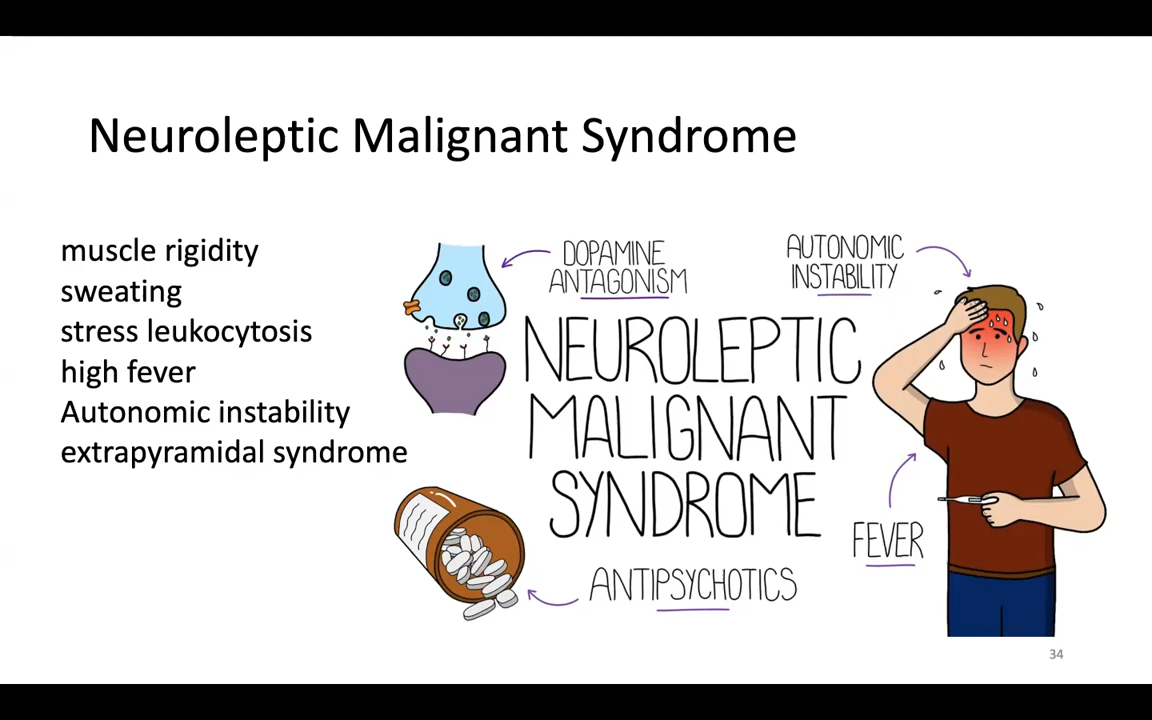 Neuroleptic Malignant Syndrome
muscle rigidity
sweating
stress leukocytosis
high fever
Autonomic instability
extrapyramidal syndrome
DOPAMINE
ANTAGONISM
AUTONOMIC
INSTABILITY
NEUROLEPTIC
MALIGNANT
SYNDROME
FEVER
ANTIPSYCHOTICS
34